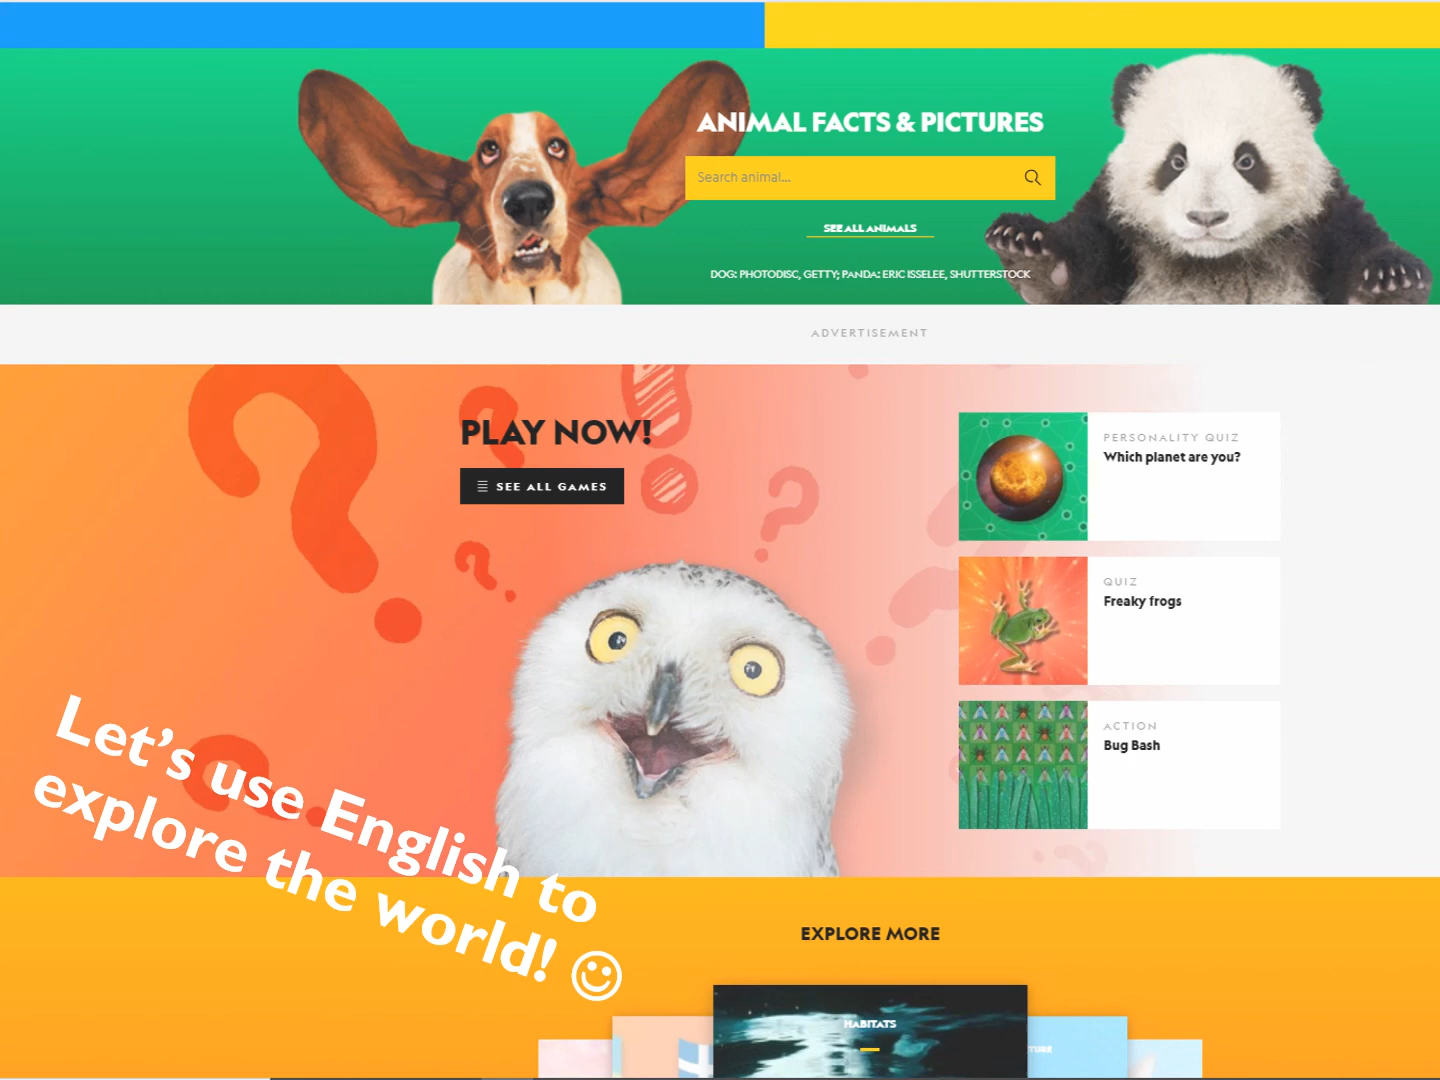 ANIMAL FACTS & PICTURES
Search animal...
SEE ALL ANIMALS
DOG: PHOTODISC, GETTY; PANDA: ERIC ISSELEE, SHUTTERSTOCK
ADVERTISEMENT
PLAY NOW!
SEE ALL GAMES
PERSONALITY QUIZ
Which planet are you?
QUIZ
Freaky frogs
ACTION
Bug Bash
Let's use English to
explore the world! ☺
EXPLORE MORE
HABITATS